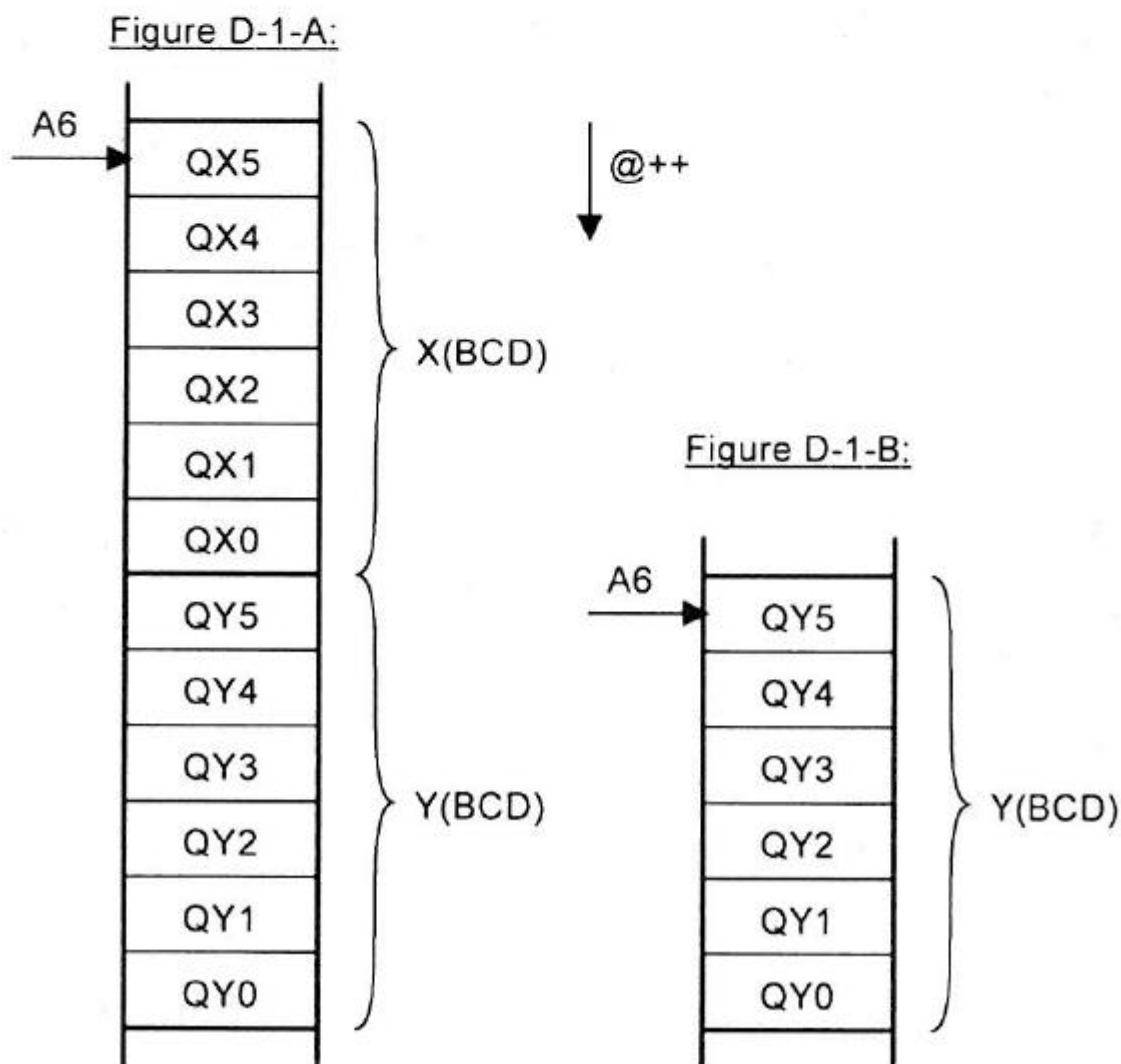 Figure D-1-A:
A6
QX5
@++
QX4
QX3
X(BCD)
QX2
QX1
QX0
QY5
QY4
QY3
Y(BCD)
QY2
QY1
QY0
Figure D-1-B:
A6
QY5
QY4
QY3
Y(BCD)
QY2
QY1
QY0